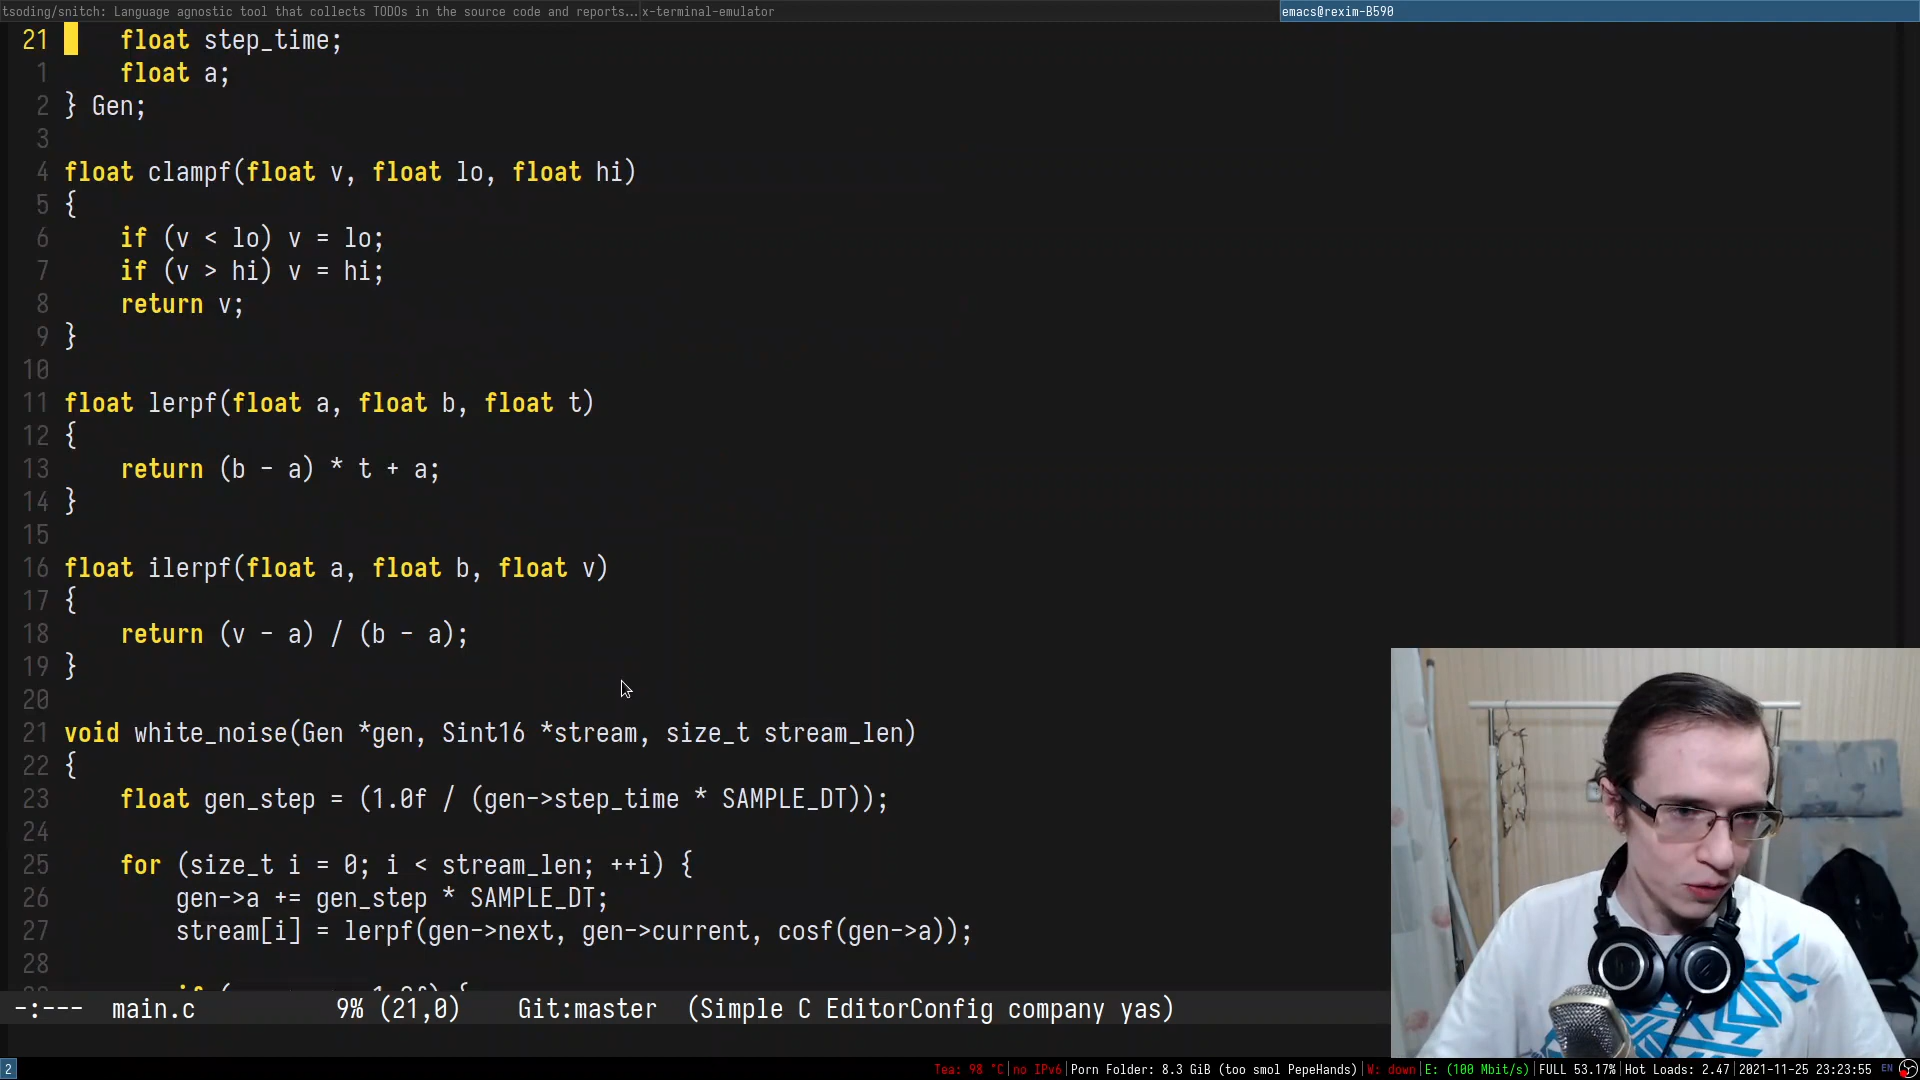 tsoding/snitch: Language agnostic tool that collects TODOs in the source code and reports... x-terminal-emulator emacs@rexim-B590
21 float step_time;
1 float a;
2 } Gen;
3
4 float clampf(float v, float lo, float hi)
5 {
6 if (v < lo) v = lo;
7 if (v > hi) v = hi;
8 return v;
9 }
10
11 float lerpf(float a, float b, float t)
12 {
13 return (b - a) * t + a;
14 }
15
16 float ilerpf(float a, float b, float v)
17 {
18 return (v - a) / (b - a);
19 }
20
21 void white_noise(Gen *gen, Sint16 *stream, size_t stream_len)
22 {
23 float gen_step = (1.0f / (gen->step_time * SAMPLE_DT));
24
25 for (size_t i = 0; i < stream_len; ++i) {
26 gen->a += gen_step * SAMPLE_DT;
27 stream[i] = lerpf(gen->next, gen->current, cosf(gen->a));
28
-:--- main.c 9% (21,0) Git:master (Simple C EditorConfig company yas)
2 Tea: 98 °C|no IPv6|Porn Folder: 8.3 GiB (too smol PepeHands)|W: down|E: (100 Mbit/s)|FULL 53.17%|Hot Loads: 2.47|2021-11-25 23:23:55 EN